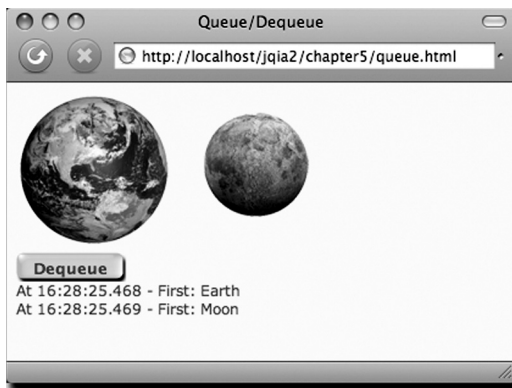 Queue/Dequeue
http://localhost/jqia2/chapter5/queue.html
Dequeue
At 16:28:25.468 - First: Earth
At 16:28:25.469 - First: Moon